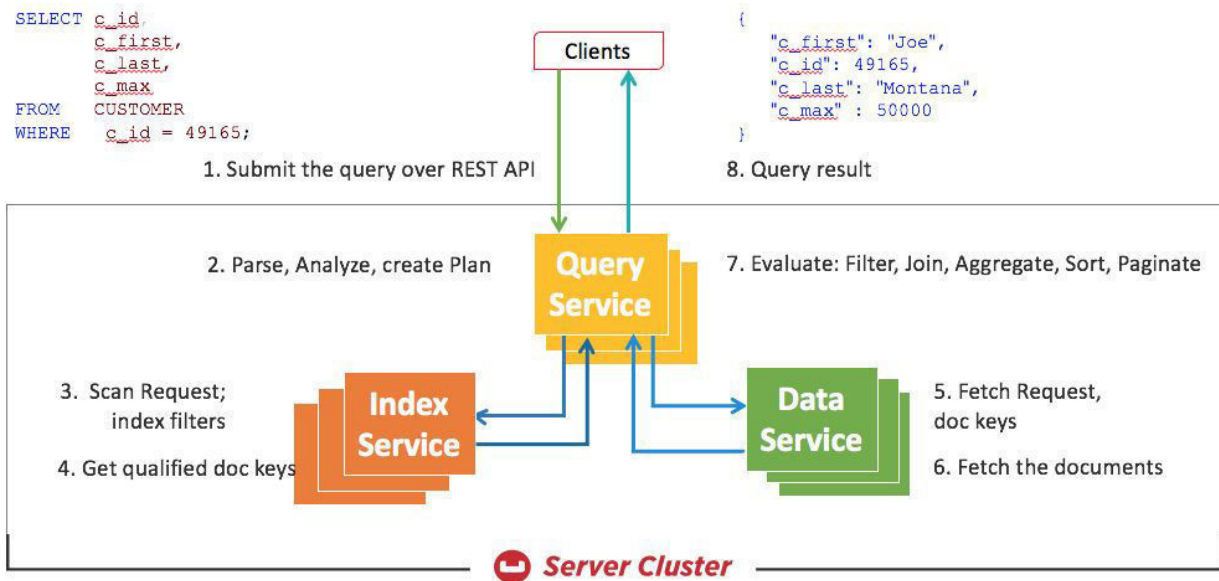 SELECT c_id,
c_first,
c_last,
c_max
FROM CUSTOMER
WHERE c_id = 49165;
Clients
{
"c_first": "Joe",
"c_id": 49165,
"c_last": "Montana",
"c_max" : 50000
}
1. Submit the query over REST API
8. Query result
2. Parse, Analyze, create Plan
Query
Service
7. Evaluate: Filter, Join, Aggregate, Sort, Paginate
3. Scan Request;
index filters
4. Get qualified doc keys
Index
Service
Data
Service
5. Fetch Request,
doc keys
6. Fetch the documents
Server Cluster